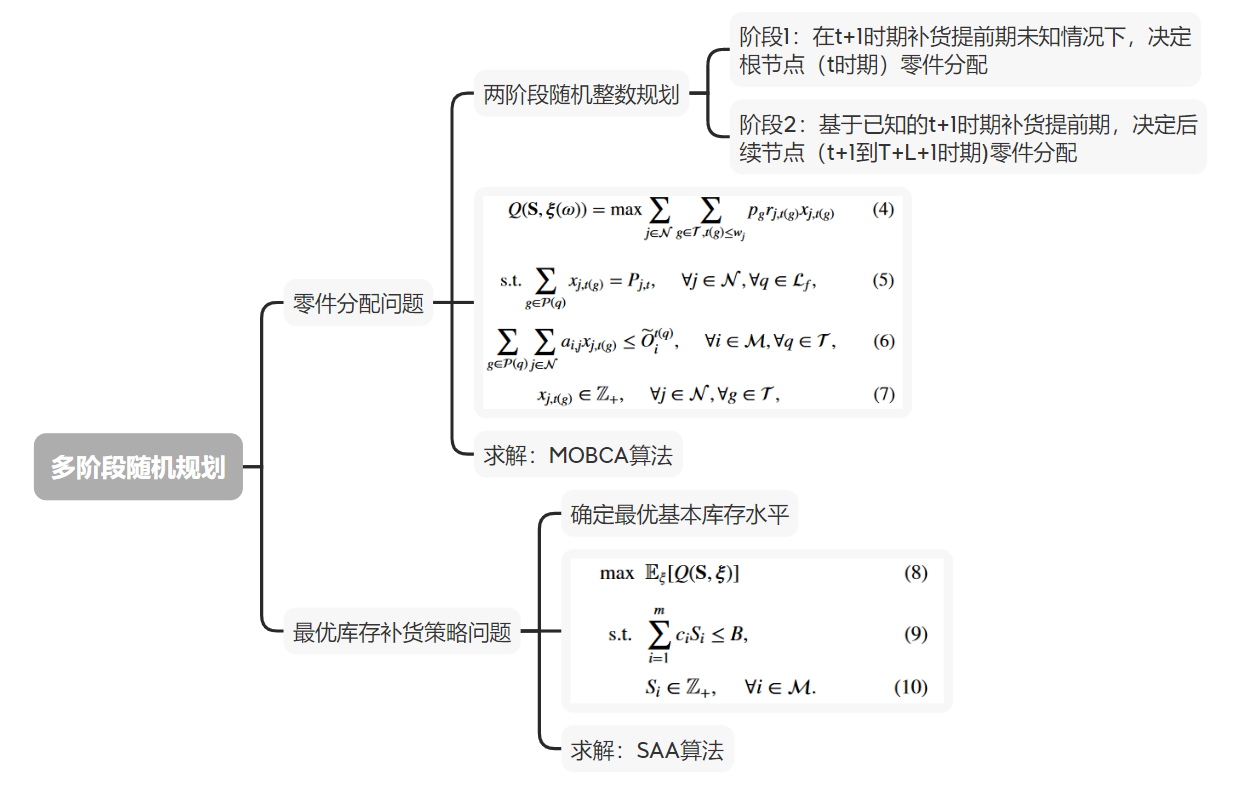 多阶段随机规划
零件分配问题
两阶段随机整数规划
阶段1：在t+1时期补货提前期未知情况下，决定
根节点（t时期）零件分配
阶段2：基于已知的t+1时期补货提前期，决定后
续节点（t+1到T+L+1时期)零件分配
Q(S, ξ(ω)) = max ∑_{j∈𝒩} ∑_{g∈𝒯,t(g)≤w_j} p_g r_{j,t(g)} x_{j,t(g)} (4)
s.t. ∑_{g∈𝒫(q)} x_{j,t(g)} = P_{j,t}, ∀j ∈ 𝒩, ∀q ∈ ℒ_f, (5)
∑_{g∈𝒫(q)} ∑_{j∈𝒩} a_{i,j} x_{j,t(g)} ≤ Õ_i^{t(q)}, ∀i ∈ ℳ, ∀q ∈ 𝒯, (6)
x_{j,t(g)} ∈ ℤ_+, ∀j ∈ 𝒩, ∀g ∈ 𝒯, (7)
求解：MOBCA算法
最优库存补货策略问题
确定最优基本库存水平
max 𝔼_ξ[Q(S, ξ)] (8)
s.t. ∑_{i=1}^{m} c_i S_i ≤ B, (9)
S_i ∈ ℤ_+, ∀i ∈ ℳ. (10)
求解：SAA算法